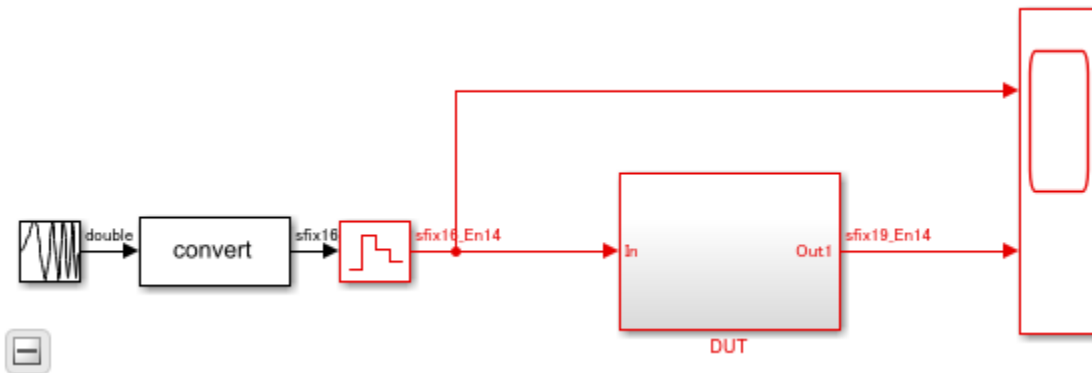 double
convert
sfix16
sfix16_En14
In
Out1
sfix19_En14
DUT